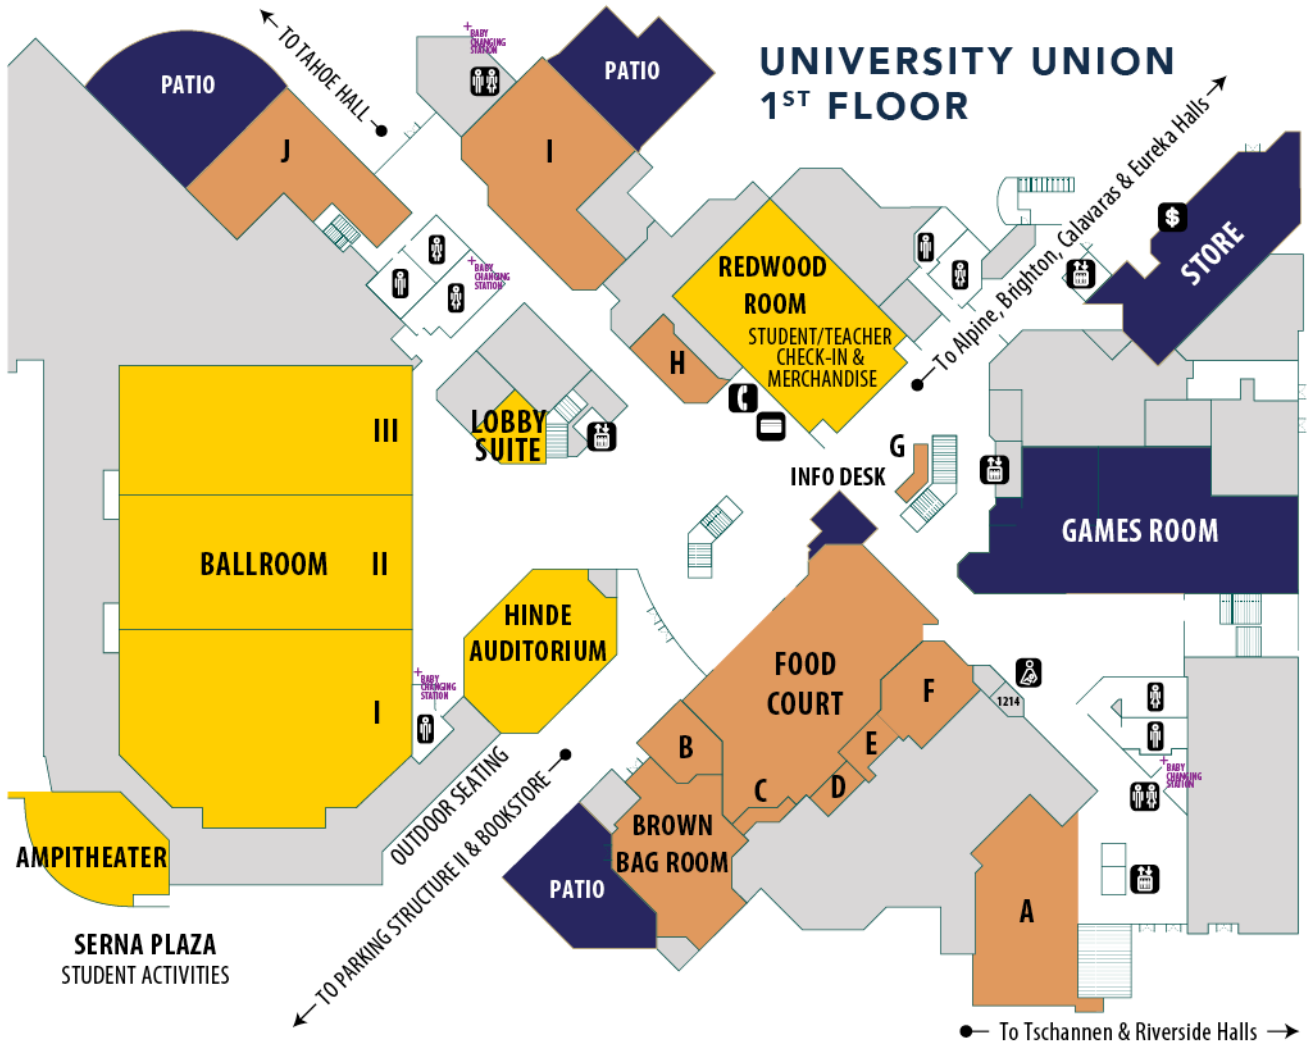 UNIVERSITY UNION
1ST FLOOR
PATIO
TO TAHOE HALL
BABY
CHANGING
STATION
PATIO
J
I
To Alpine, Brighton, Calavaras & Eureka Halls
$
STORE
BABY
CHANGING
STATION
REDWOOD
ROOM
STUDENT/TEACHER
CHECK-IN &
MERCHANDISE
H
LOBBY
SUITE
G
INFO DESK
III
BALLROOM
II
I
GAMES ROOM
HINDE
AUDITORIUM
BABY
CHANGING
STATION
FOOD
COURT
F
1214
B
E
C
D
BABY
CHANGING
STATION
OUTDOOR SEATING
TO PARKING STRUCTURE II & BOOKSTORE
BROWN
BAG ROOM
PATIO
A
AMPITHEATER
SERNA PLAZA
STUDENT ACTIVITIES
To Tschannen & Riverside Halls